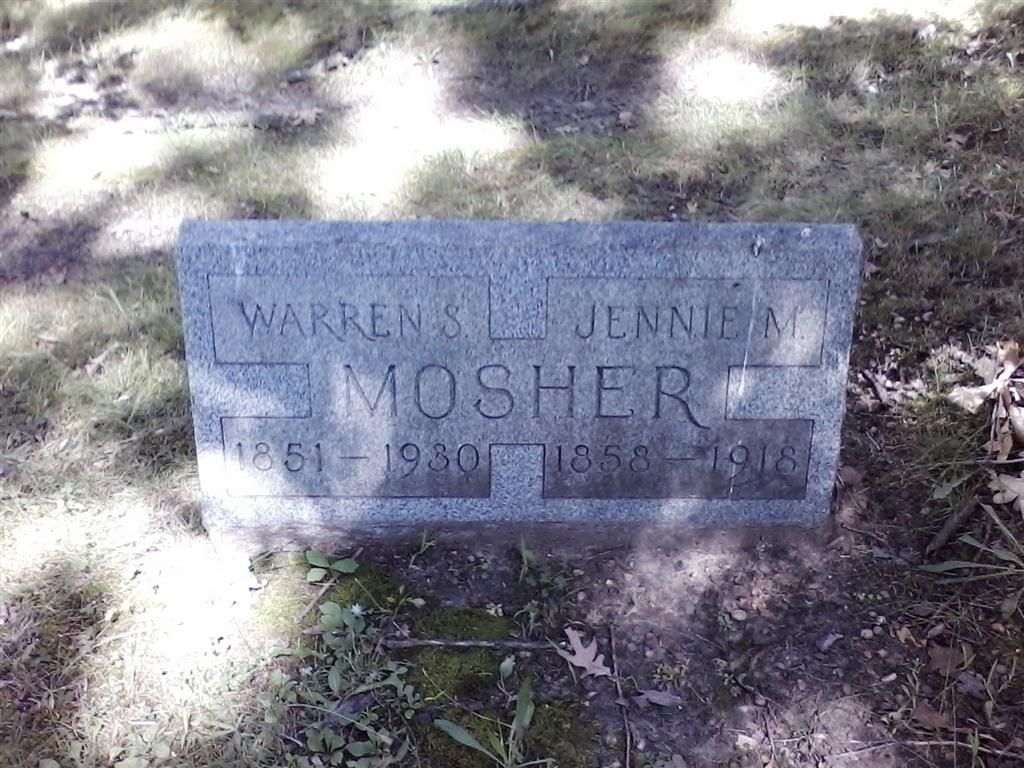 WARREN S. JENNIE M.
MOSHER
1851 – 1930 1858 – 1918